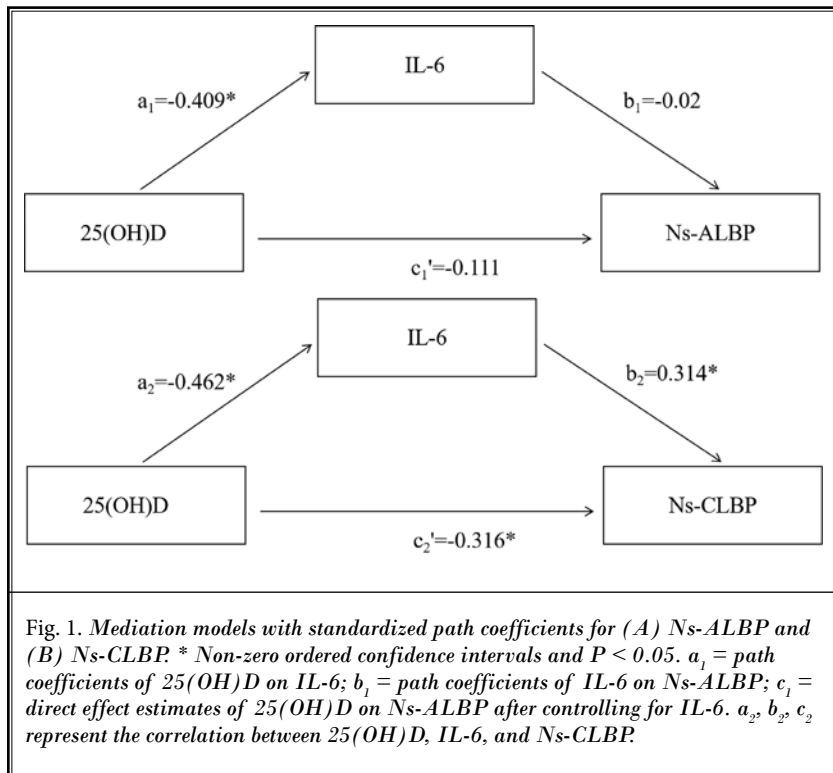 IL-6
a₁=-0.409*
b₁=-0.02
25(OH)D
Ns-ALBP
c₁'=-0.111
IL-6
a₂=-0.462*
b₂=0.314*
25(OH)D
Ns-CLBP
c₂'=-0.316*
Fig. 1. Mediation models with standardized path coefficients for (A) Ns-ALBP and
(B) Ns-CLBP. * Non-zero ordered confidence intervals and P < 0.05. a₁ = path
coefficients of 25(OH)D on IL-6; b₁ = path coefficients of IL-6 on Ns-ALBP; c₁ =
direct effect estimates of 25(OH)D on Ns-ALBP after controlling for IL-6. a₂, b₂, c₂
represent the correlation between 25(OH)D, IL-6, and Ns-CLBP.